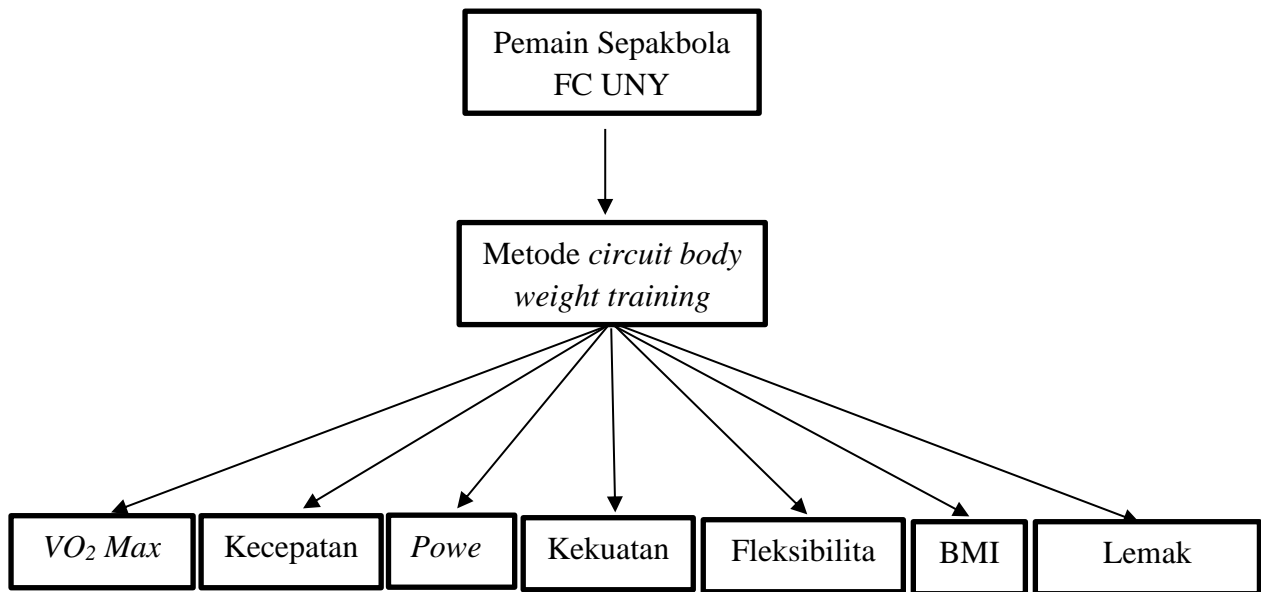 Pemain Sepakbola
FC UNY
Metode circuit body
weight training
VO₂ Max
Kecepatan
Powe
Kekuatan
Fleksibilita
BMI
Lemak